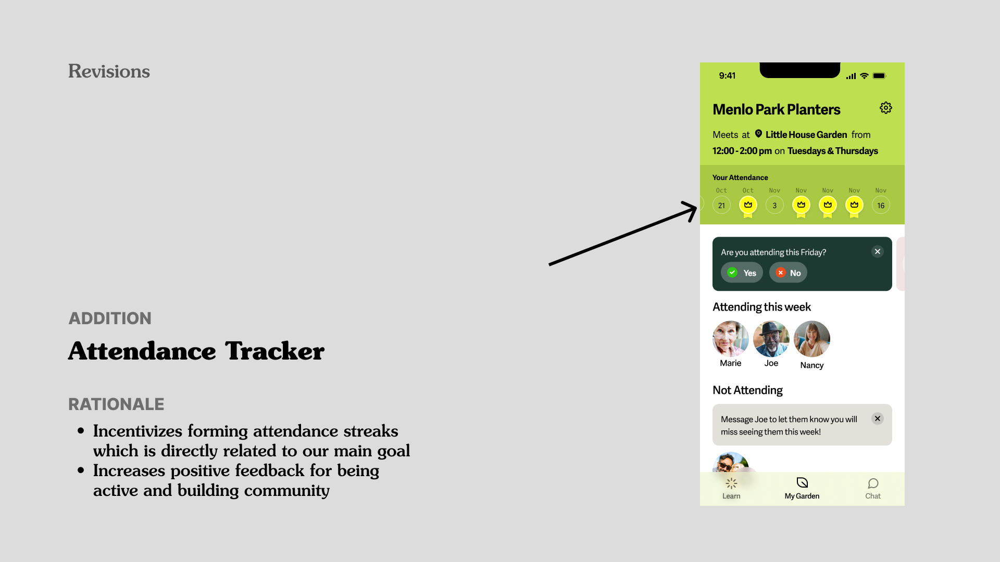 Revisions
ADDITION
Attendance Tracker
RATIONALE
• Incentivizes forming attendance streaks
which is directly related to our main goal
• Increases positive feedback for being
active and building community
9:41
Menlo Park Planters
Meets at Little House Garden from
12:00 - 2:00 pm on Tuesdays & Thursdays
Your Attendance
Oct Oct Nov Nov Nov Nov Nov
21 3 16
Are you attending this Friday?
Yes No
Attending this week
Marie Joe Nancy
Not Attending
Message Joe to let them know you will
miss seeing them this week!
Learn My Garden Chat